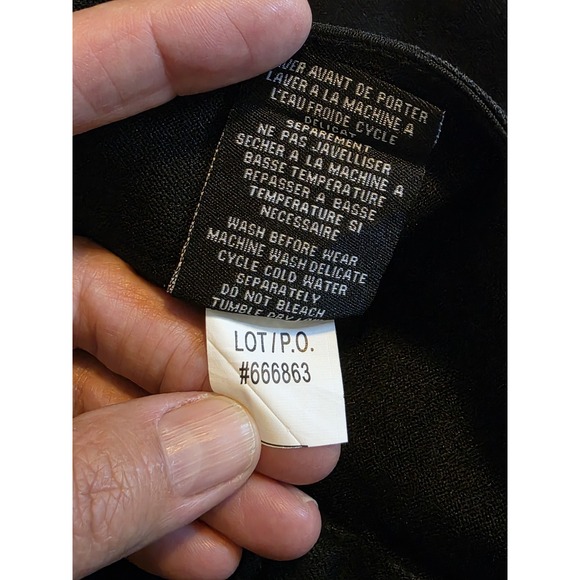 LAVER AVANT DE PORTER
LAVER A LA MACHINE A
L'EAU FROIDE CYCLE
DELICAT
SEPAREMENT
NE PAS JAVELLISER
SECHER A LA MACHINE A
BASSE TEMPERATURE
REPASSER A BASSE
TEMPERATURE SI
NECESSAIRE
WASH BEFORE WEAR
MACHINE WASH DELICATE
CYCLE COLD WATER
SEPARATELY
DO NOT BLEACH
TUMBLE DRY
LOT/P.O.
#666863